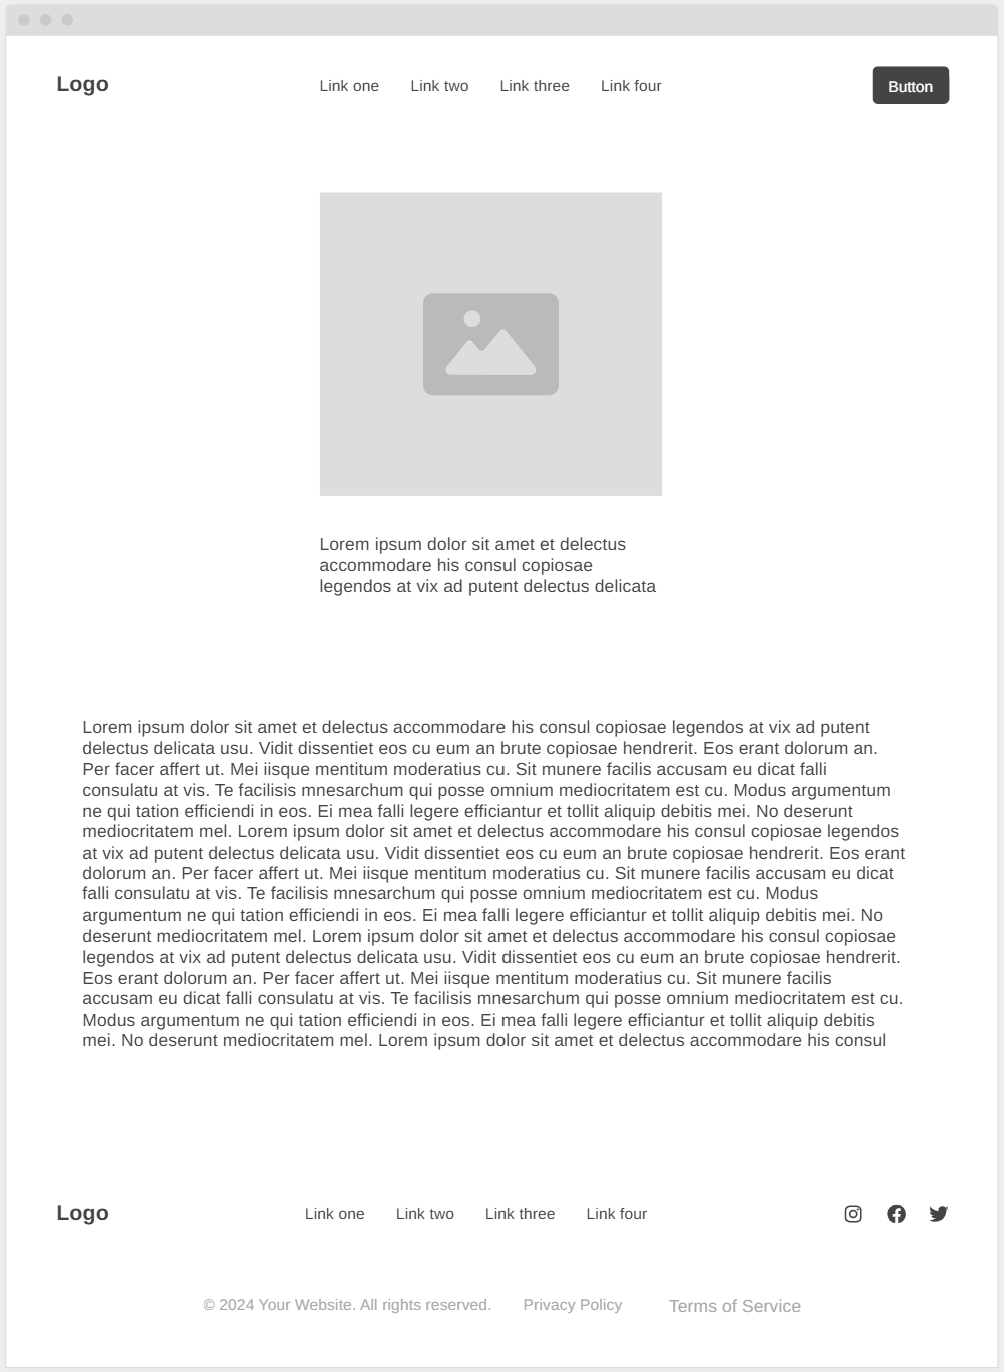 Logo
Link one Link two Link three Link four
Button
Lorem ipsum dolor sit amet et delectus
accommodare his consul copiosae
legendos at vix ad putent delectus delicata
Lorem ipsum dolor sit amet et delectus accommodare his consul copiosae legendos at vix ad putent
delectus delicata usu. Vidit dissentiet eos cu eum an brute copiosae hendrerit. Eos erant dolorum an.
Per facer affert ut. Mei iisque mentitum moderatius cu. Sit munere facilis accusam eu dicat falli
consulatu at vis. Te facilisis mnesarchum qui posse omnium mediocritatem est cu. Modus argumentum
ne qui tation efficiendi in eos. Ei mea falli legere efficiantur et tollit aliquip debitis mei. No deserunt
mediocritatem mel. Lorem ipsum dolor sit amet et delectus accommodare his consul copiosae legendos
at vix ad putent delectus delicata usu. Vidit dissentiet eos cu eum an brute copiosae hendrerit. Eos erant
dolorum an. Per facer affert ut. Mei iisque mentitum moderatius cu. Sit munere facilis accusam eu dicat
falli consulatu at vis. Te facilisis mnesarchum qui posse omnium mediocritatem est cu. Modus
argumentum ne qui tation efficiendi in eos. Ei mea falli legere efficiantur et tollit aliquip debitis mei. No
deserunt mediocritatem mel. Lorem ipsum dolor sit amet et delectus accommodare his consul copiosae
legendos at vix ad putent delectus delicata usu. Vidit dissentiet eos cu eum an brute copiosae hendrerit.
Eos erant dolorum an. Per facer affert ut. Mei iisque mentitum moderatius cu. Sit munere facilis
accusam eu dicat falli consulatu at vis. Te facilisis mnesarchum qui posse omnium mediocritatem est cu.
Modus argumentum ne qui tation efficiendi in eos. Ei mea falli legere efficiantur et tollit aliquip debitis
mei. No deserunt mediocritatem mel. Lorem ipsum dolor sit amet et delectus accommodare his consul
Logo
Link one Link two Link three Link four
© 2024 Your Website. All rights reserved. Privacy Policy Terms of Service